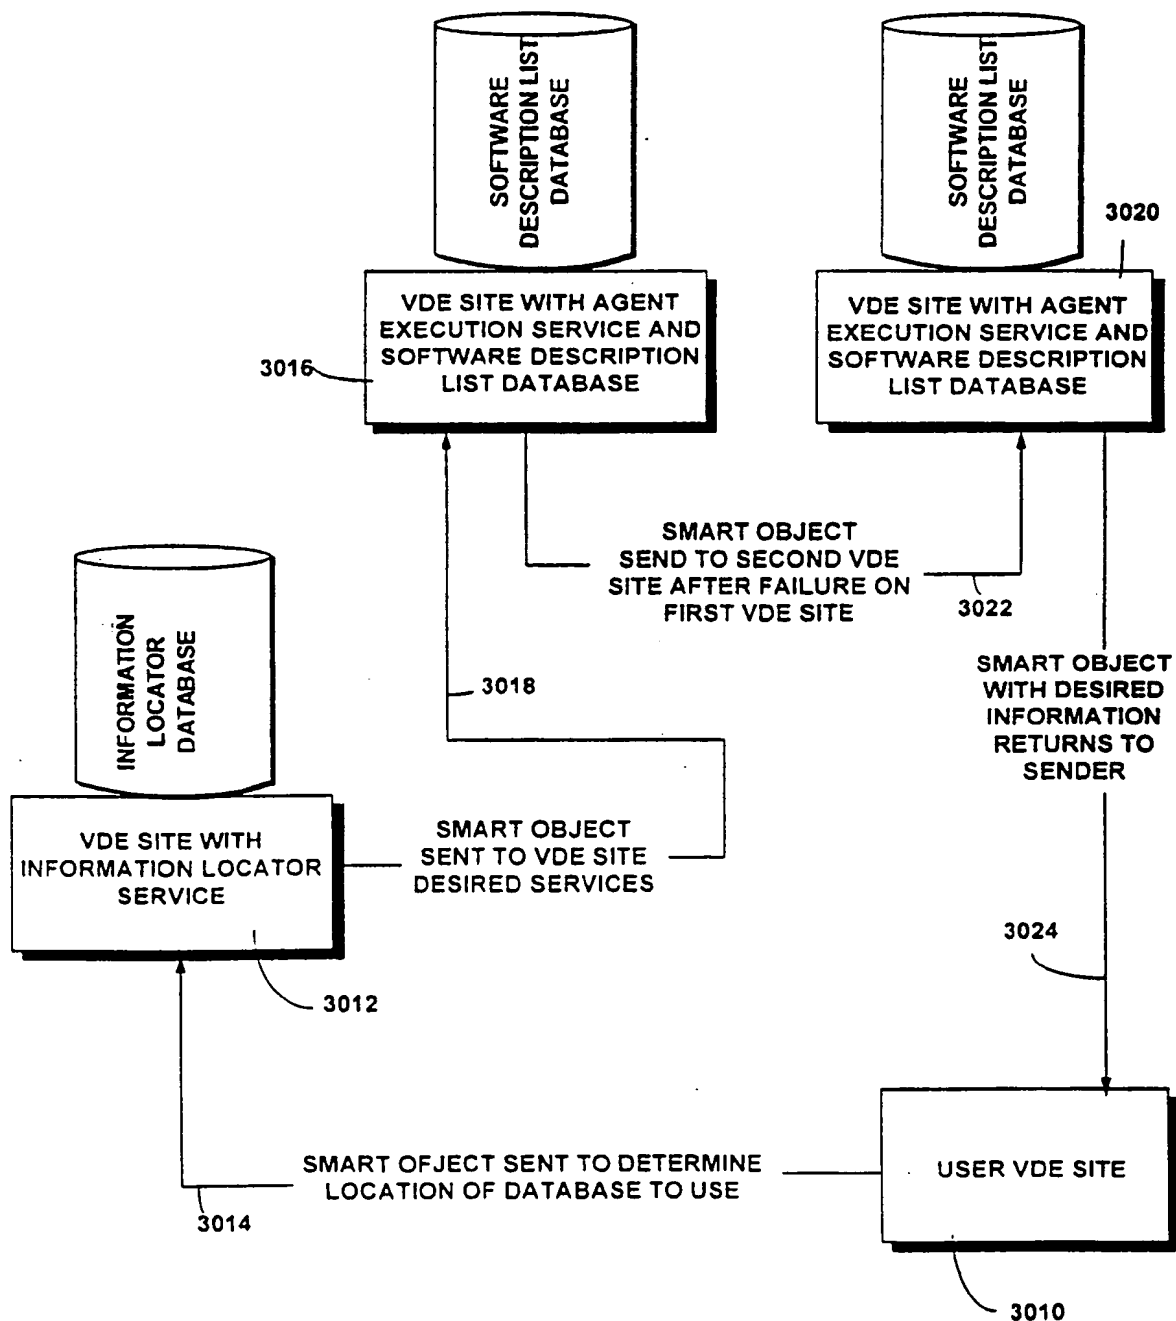 SOFTWARE
DESCRIPTION LIST
DATABASE
SOFTWARE
DESCRIPTION LIST
DATABASE
3020
VDE SITE WITH AGENT
EXECUTION SERVICE AND
SOFTWARE DESCRIPTION
LIST DATABASE
3016
VDE SITE WITH AGENT
EXECUTION SERVICE AND
SOFTWARE DESCRIPTION
LIST DATABASE
SMART OBJECT
SEND TO SECOND VDE
SITE AFTER FAILURE ON
FIRST VDE SITE
3022
INFORMATION
LOCATOR
DATABASE
3018
SMART OBJECT
WITH DESIRED
INFORMATION
RETURNS TO
SENDER
VDE SITE WITH
INFORMATION LOCATOR
SERVICE
SMART OBJECT
SENT TO VDE SITE
DESIRED SERVICES
3012
3024
SMART OFJECT SENT TO DETERMINE
LOCATION OF DATABASE TO USE
3014
USER VDE SITE
3010